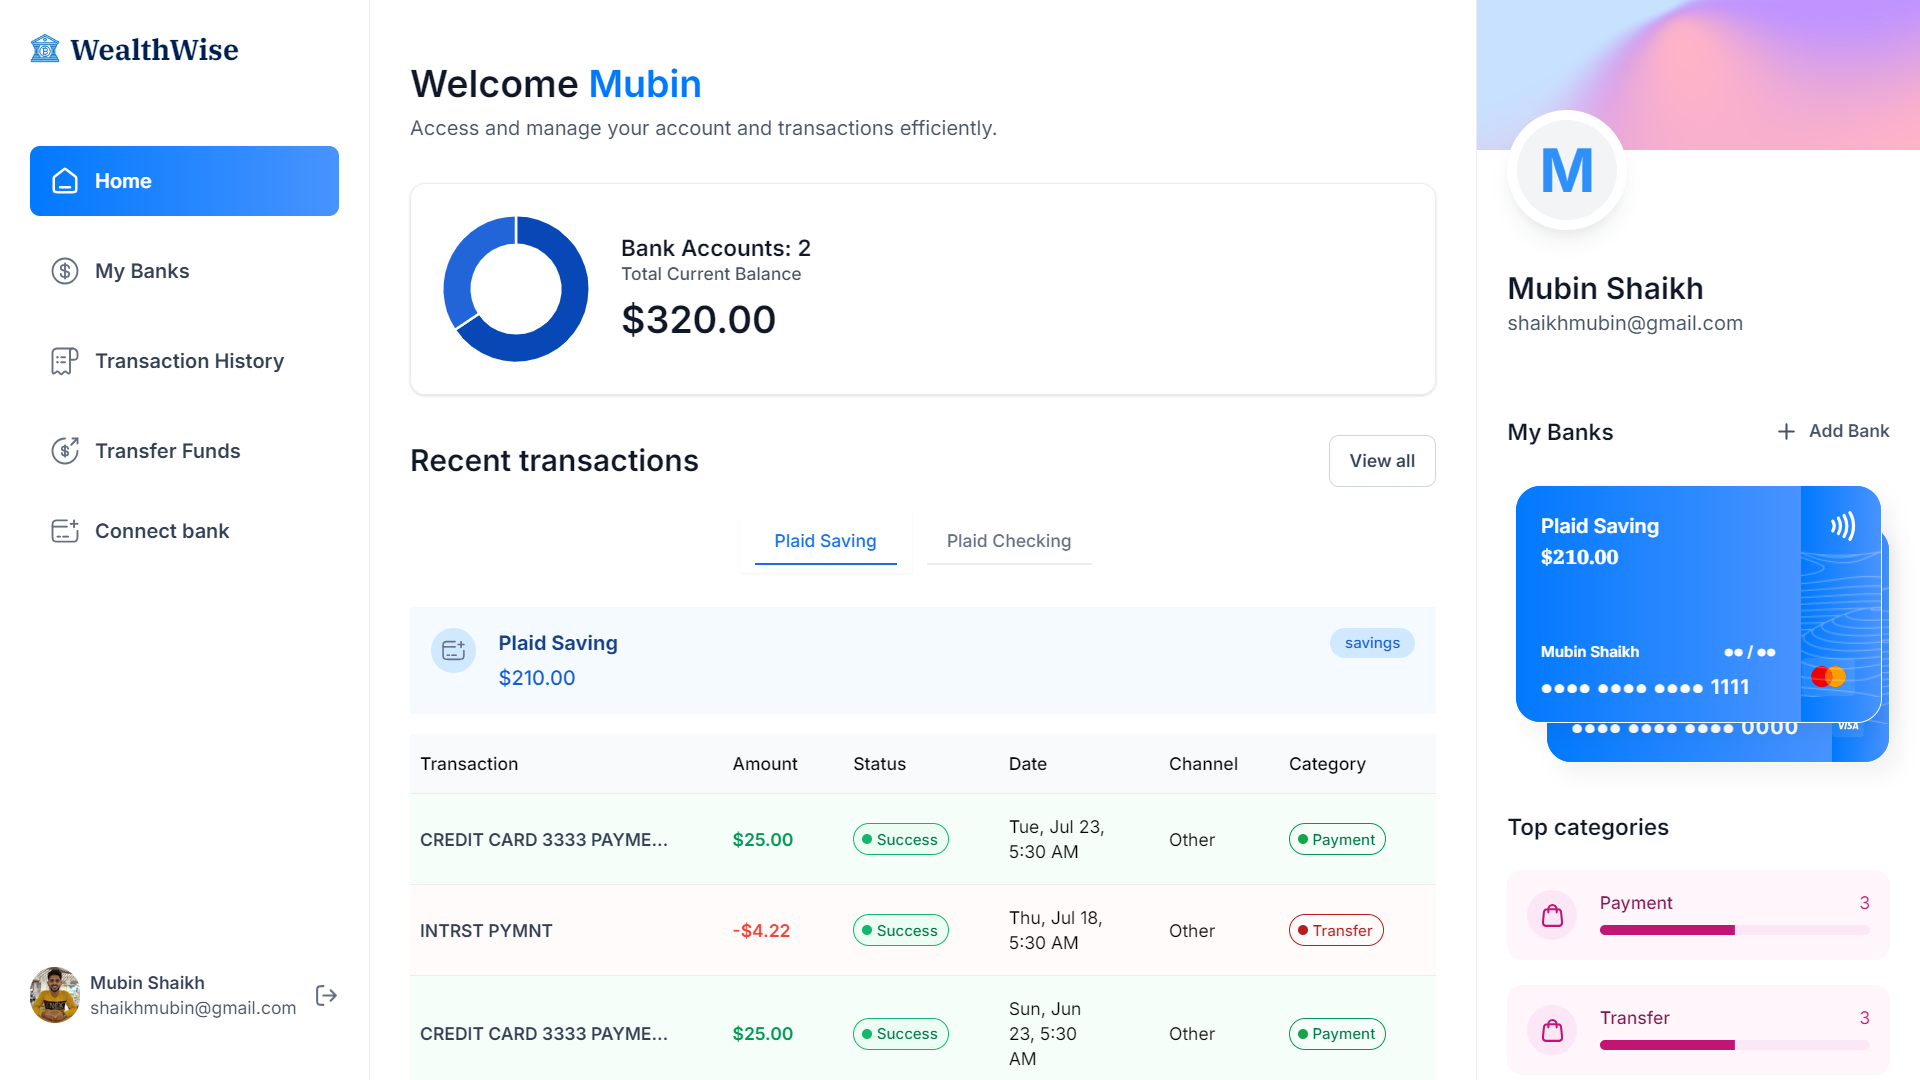 WealthWise
Home
My Banks
Transaction History
Transfer Funds
Connect bank
Mubin Shaikh
shaikhmubin@gmail.com
Welcome Mubin
Access and manage your account and transactions efficiently.
Bank Accounts: 2
Total Current Balance
$320.00
Recent transactions
View all
Plaid Saving
Plaid Checking
Plaid Saving
$210.00
savings
Transaction Amount Status Date Channel Category
CREDIT CARD 3333 PAYME... $25.00 Success Tue, Jul 23, 5:30 AM Other Payment
INTRST PYMNT -$4.22 Success Thu, Jul 18, 5:30 AM Other Transfer
CREDIT CARD 3333 PAYME... $25.00 Success Sun, Jun 23, 5:30 AM Other Payment
M
Mubin Shaikh
shaikhmubin@gmail.com
My Banks
+ Add Bank
Plaid Saving
$210.00
Mubin Shaikh ●● / ●●
●●●● ●●●● ●●●● 1111
●●●● ●●●● ●●●● 0000
VISA
Top categories
Payment 3
Transfer 3